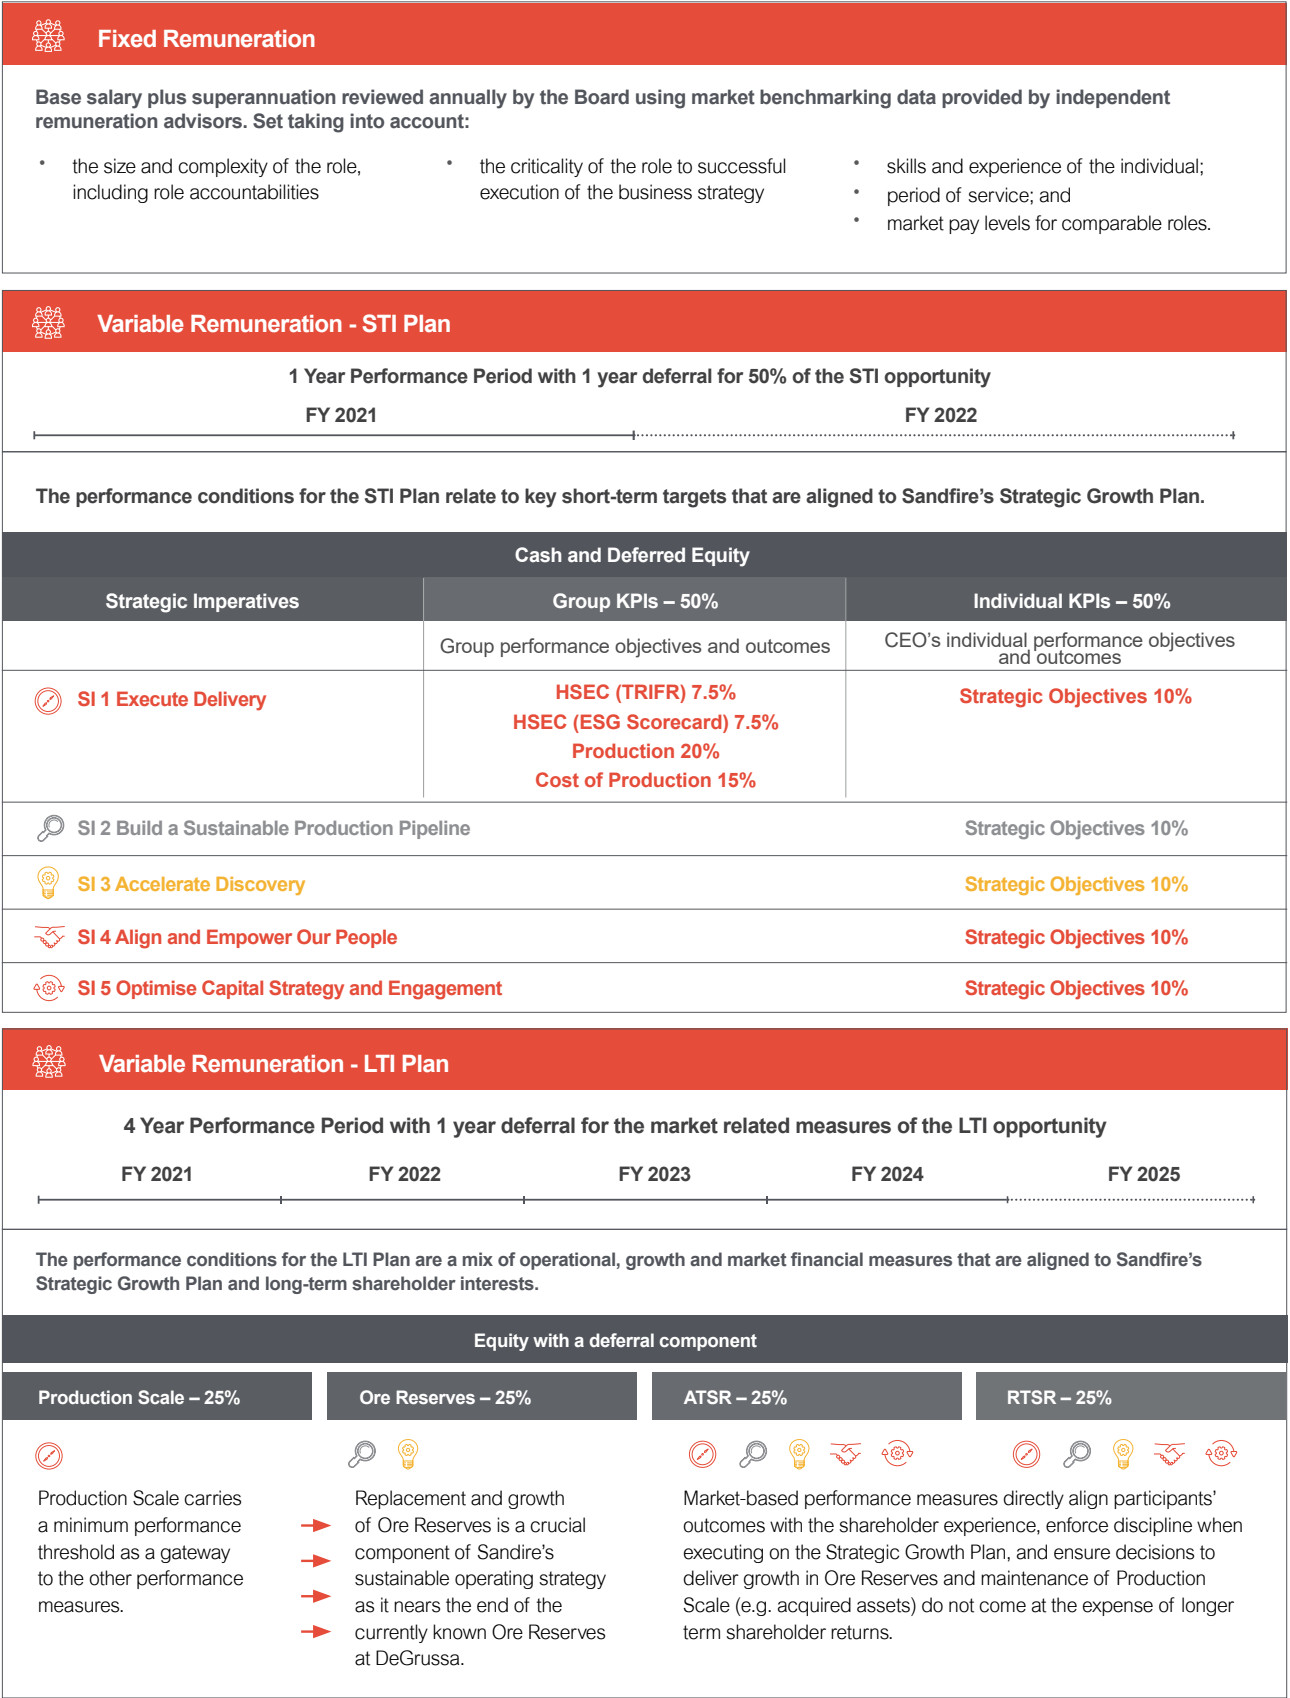 Fixed Remuneration
Base salary plus superannuation reviewed annually by the Board using market benchmarking data provided by independent
remuneration advisors. Set taking into account:
• the size and complexity of the role,
including role accountabilities
• the criticality of the role to successful
execution of the business strategy
• skills and experience of the individual;
• period of service; and
• market pay levels for comparable roles.
Variable Remuneration - STI Plan
1 Year Performance Period with 1 year deferral for 50% of the STI opportunity
FY 2021 FY 2022
The performance conditions for the STI Plan relate to key short-term targets that are aligned to Sandfire’s Strategic Growth Plan.
Cash and Deferred Equity
Strategic Imperatives Group KPIs – 50% Individual KPIs – 50%
Group performance objectives and outcomes
CEO’s individual performance objectives
and outcomes
SI 1 Execute Delivery
HSEC (TRIFR) 7.5%
HSEC (ESG Scorecard) 7.5%
Production 20%
Cost of Production 15%
Strategic Objectives 10%
SI 2 Build a Sustainable Production Pipeline Strategic Objectives 10%
SI 3 Accelerate Discovery Strategic Objectives 10%
SI 4 Align and Empower Our People Strategic Objectives 10%
SI 5 Optimise Capital Strategy and Engagement Strategic Objectives 10%
Variable Remuneration - LTI Plan
4 Year Performance Period with 1 year deferral for the market related measures of the LTI opportunity
FY 2021 FY 2022 FY 2023 FY 2024 FY 2025
The performance conditions for the LTI Plan are a mix of operational, growth and market financial measures that are aligned to Sandfire’s
Strategic Growth Plan and long-term shareholder interests.
Equity with a deferral component
Production Scale – 25% Ore Reserves – 25% ATSR – 25% RTSR – 25%
Production Scale carries
a minimum performance
threshold as a gateway
to the other performance
measures.
Replacement and growth
of Ore Reserves is a crucial
component of Sandire’s
sustainable operating strategy
as it nears the end of the
currently known Ore Reserves
at DeGrussa.
Market-based performance measures directly align participants’
outcomes with the shareholder experience, enforce discipline when
executing on the Strategic Growth Plan, and ensure decisions to
deliver growth in Ore Reserves and maintenance of Production
Scale (e.g. acquired assets) do not come at the expense of longer
term shareholder returns.